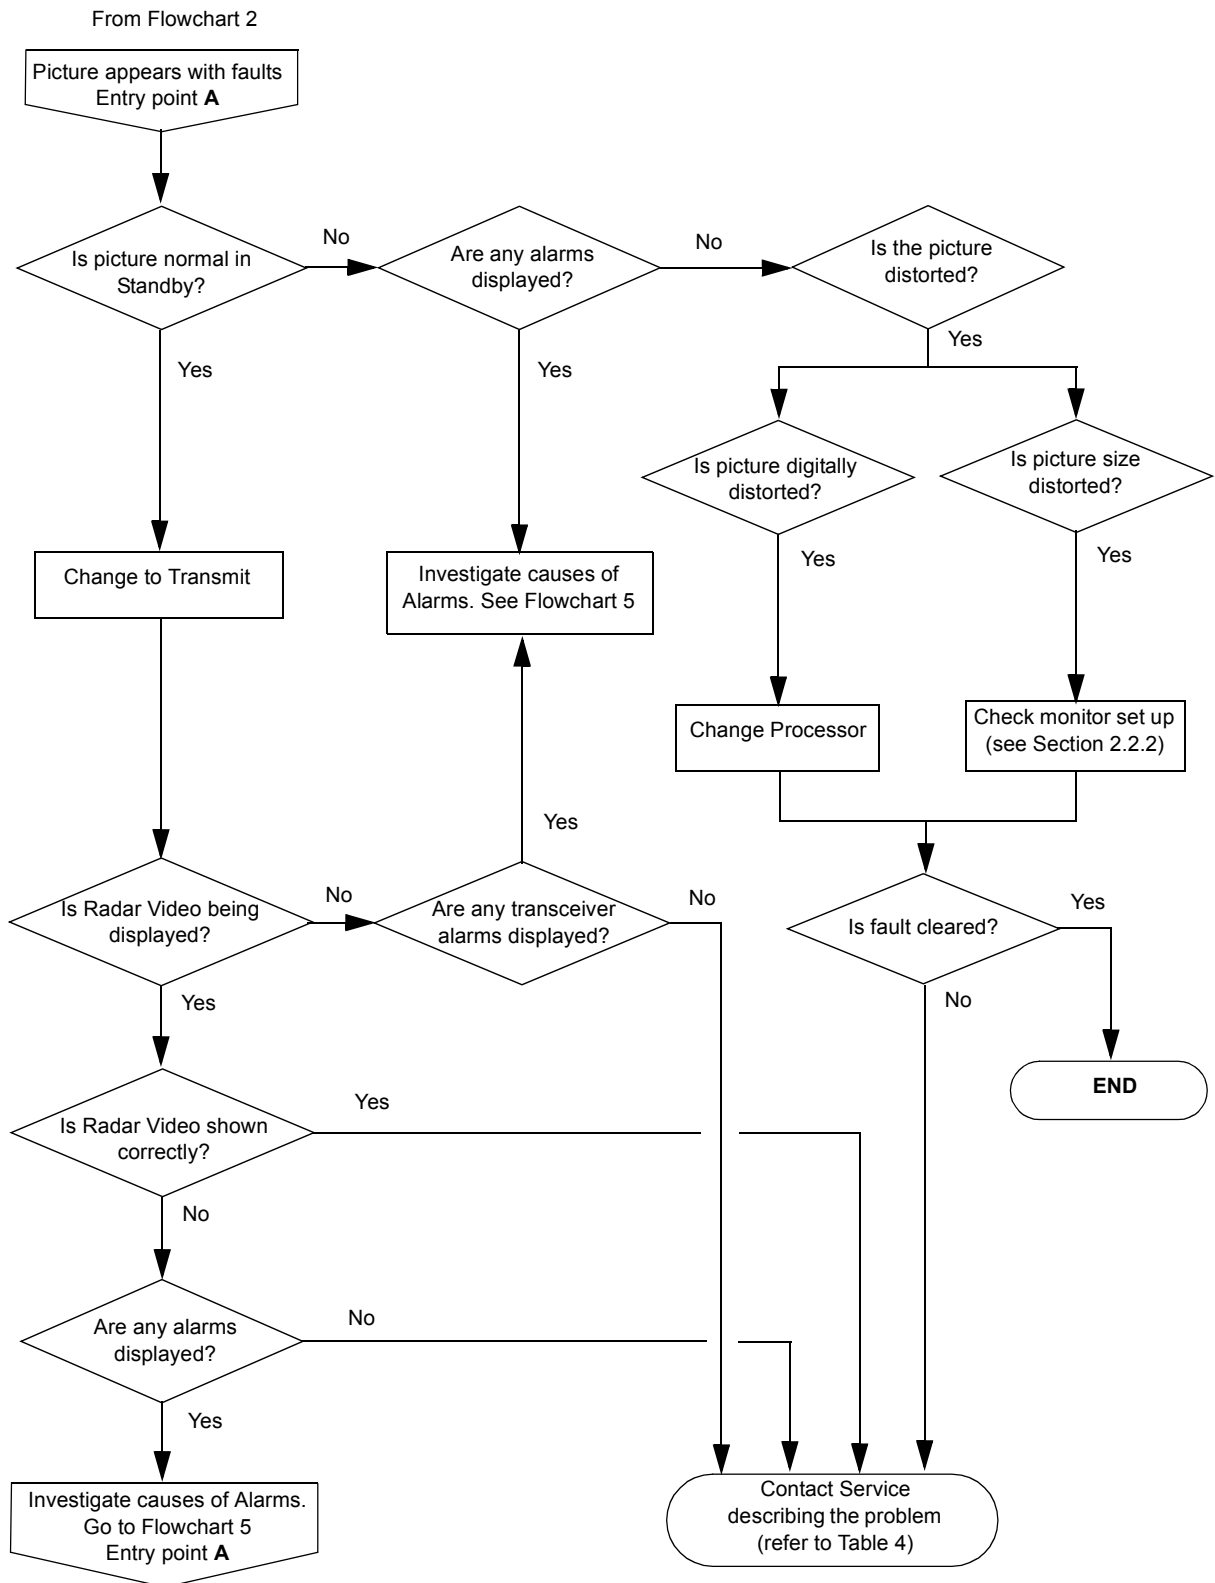 From Flowchart 2
Picture appears with faults
Entry point A
Is picture normal in
Standby?
No
Are any alarms
displayed?
No
Is the picture
distorted?
Yes
Yes
Yes
Is picture digitally
distorted?
Is picture size
distorted?
Yes
Yes
Change to Transmit
Investigate causes of
Alarms. See Flowchart 5
Change Processor
Check monitor set up
(see Section 2.2.2)
Yes
Is Radar Video being
displayed?
No
Are any transceiver
alarms displayed?
No
Is fault cleared?
Yes
Yes
No
END
Is Radar Video shown
correctly?
Yes
No
Are any alarms
displayed?
No
Yes
Investigate causes of Alarms.
Go to Flowchart 5
Entry point A
Contact Service
describing the problem
(refer to Table 4)